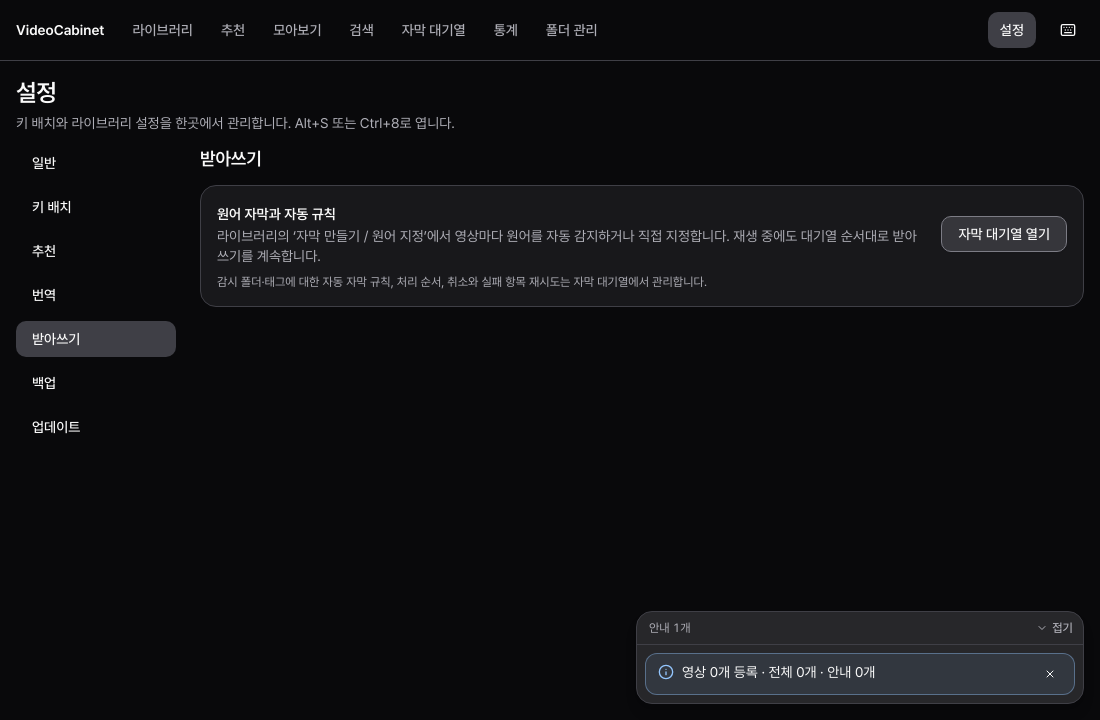 VideoCabinet 라이브러리 추천 모아보기 검색 자막 대기열 통계 폴더 관리 설정
설정
키 배치와 라이브러리 설정을 한곳에서 관리합니다. Alt+S 또는 Ctrl+8로 엽니다.
일반
키 배치
추천
번역
받아쓰기
백업
업데이트
받아쓰기
원어 자막과 자동 규칙
라이브러리의 ‘자막 만들기 / 원어 지정’에서 영상마다 원어를 자동 감지하거나 직접 지정합니다. 재생 중에도 대기열 순서대로 받아
쓰기를 계속합니다.
감시 폴더·태그에 대한 자동 자막 규칙, 처리 순서, 취소와 실패 항목 재시도는 자막 대기열에서 관리합니다.
자막 대기열 열기
안내 1개 접기
영상 0개 등록 · 전체 0개 · 안내 0개